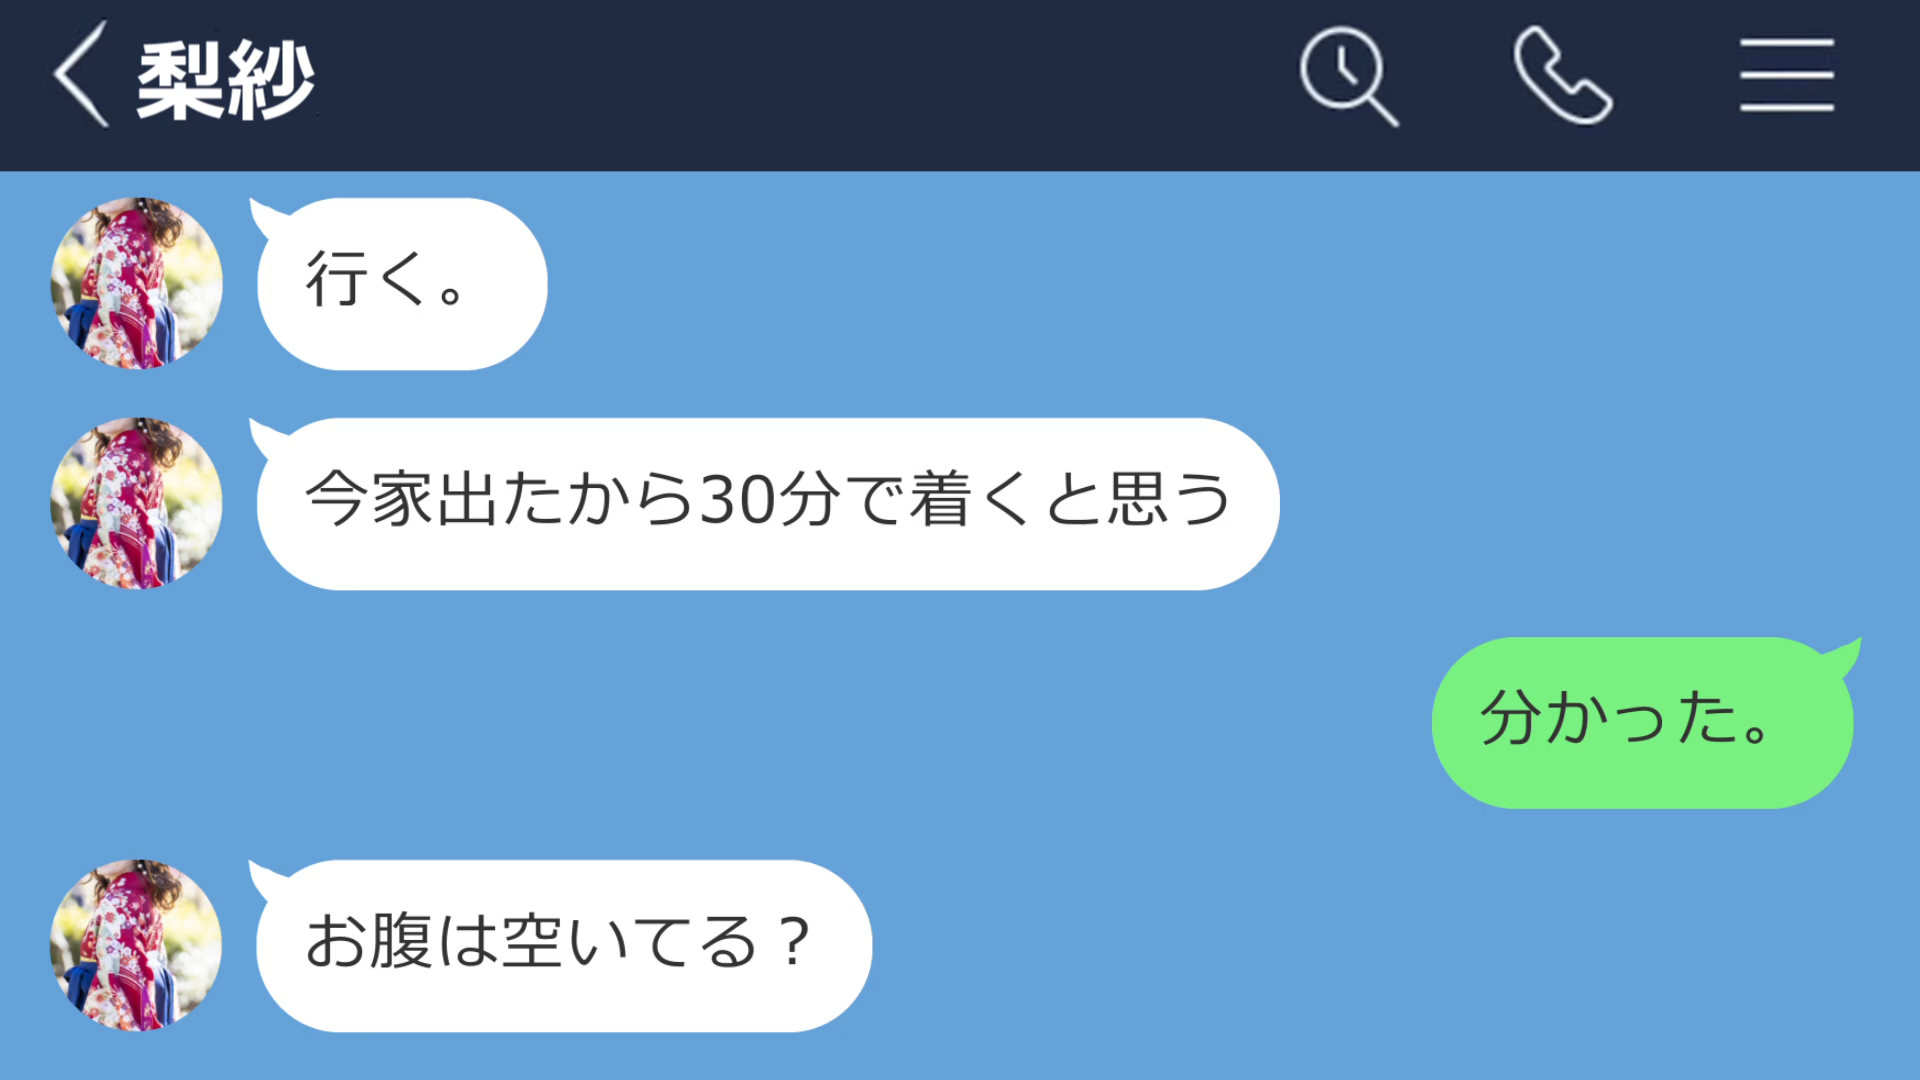 梨紗
行く。
今家出たから30分で着くと思う
分かった。
お腹は空いてる？